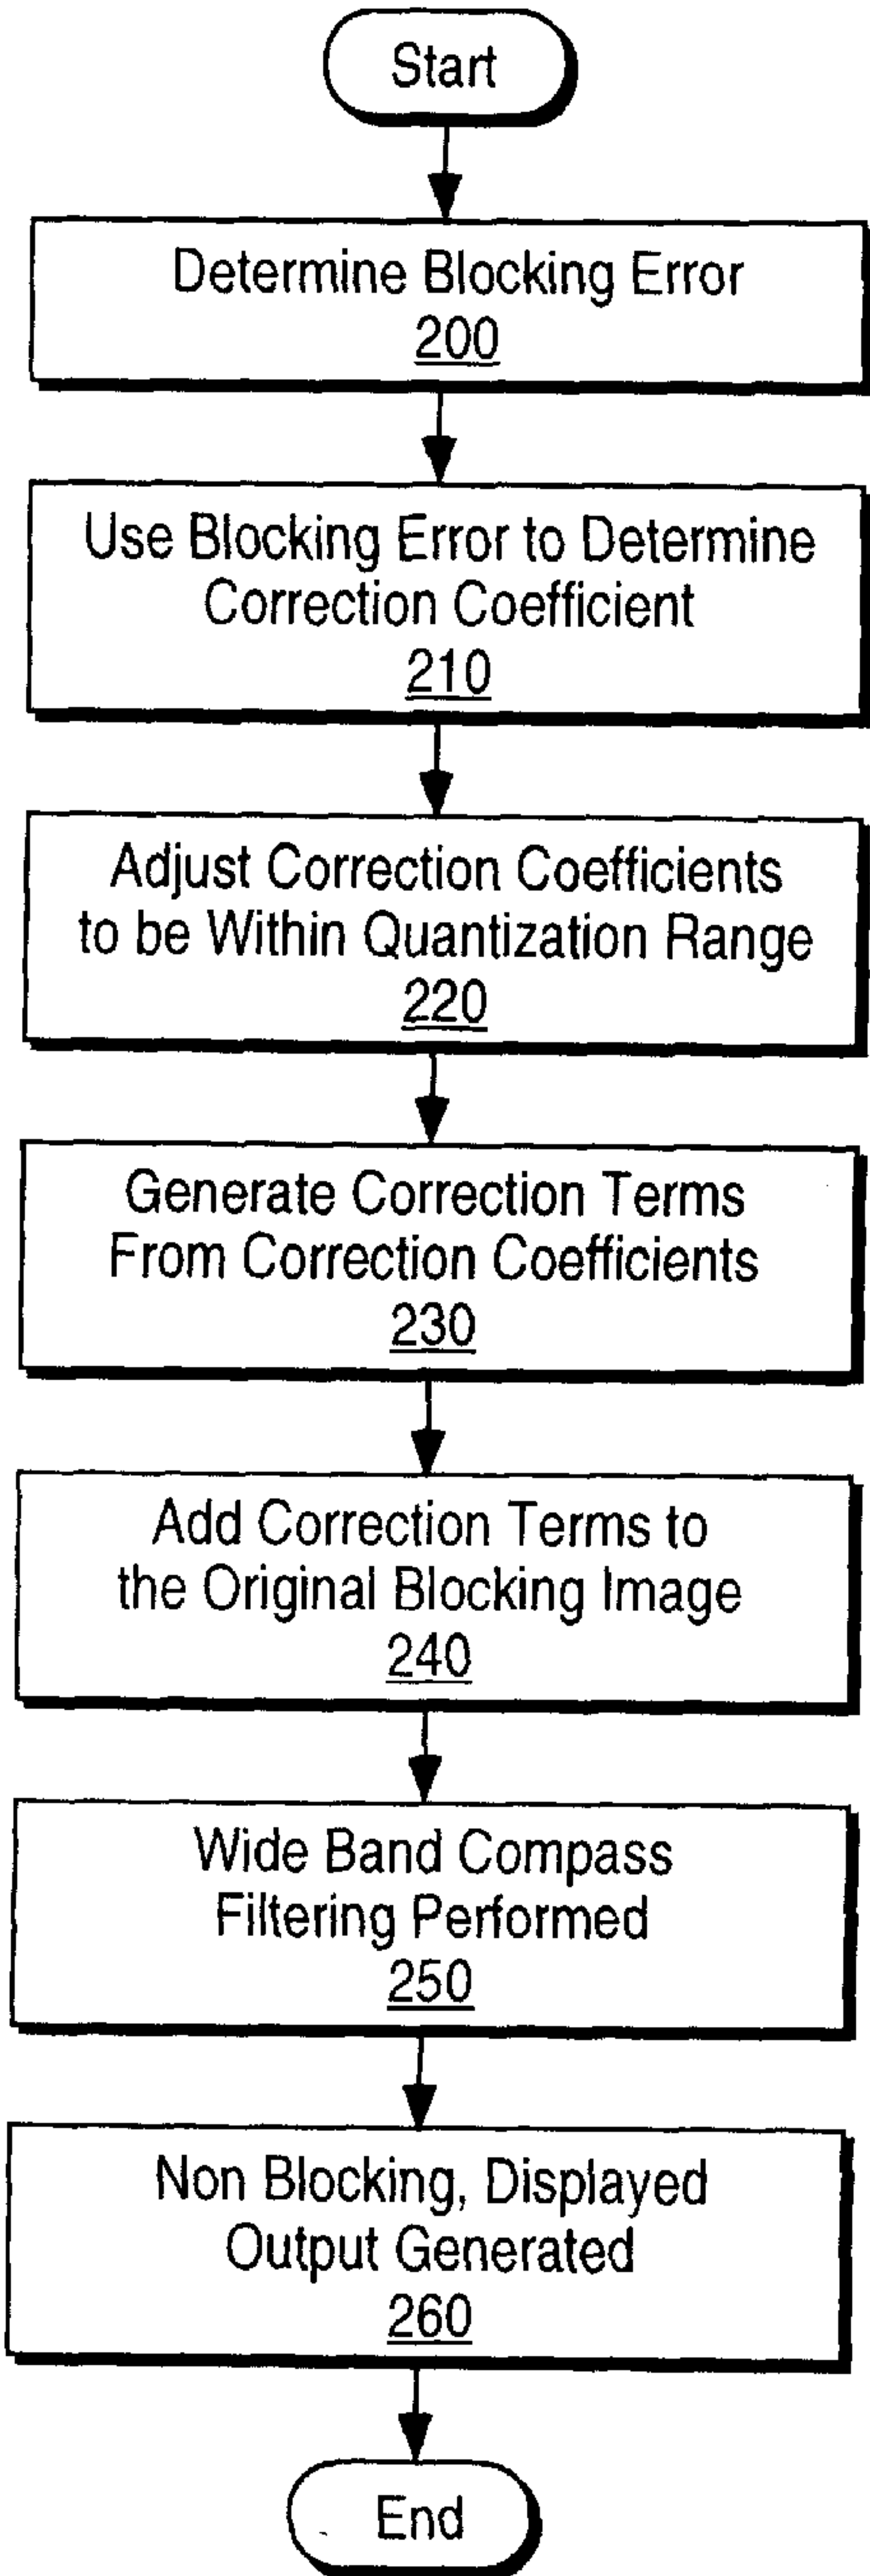 Start
Determine Blocking Error
200
Use Blocking Error to Determine
Correction Coefficient
210
Adjust Correction Coefficients
to be Within Quantization Range
220
Generate Correction Terms
From Correction Coefficients
230
Add Correction Terms to
the Original Blocking Image
240
Wide Band Compass
Filtering Performed
250
Non Blocking, Displayed
Output Generated
260
End